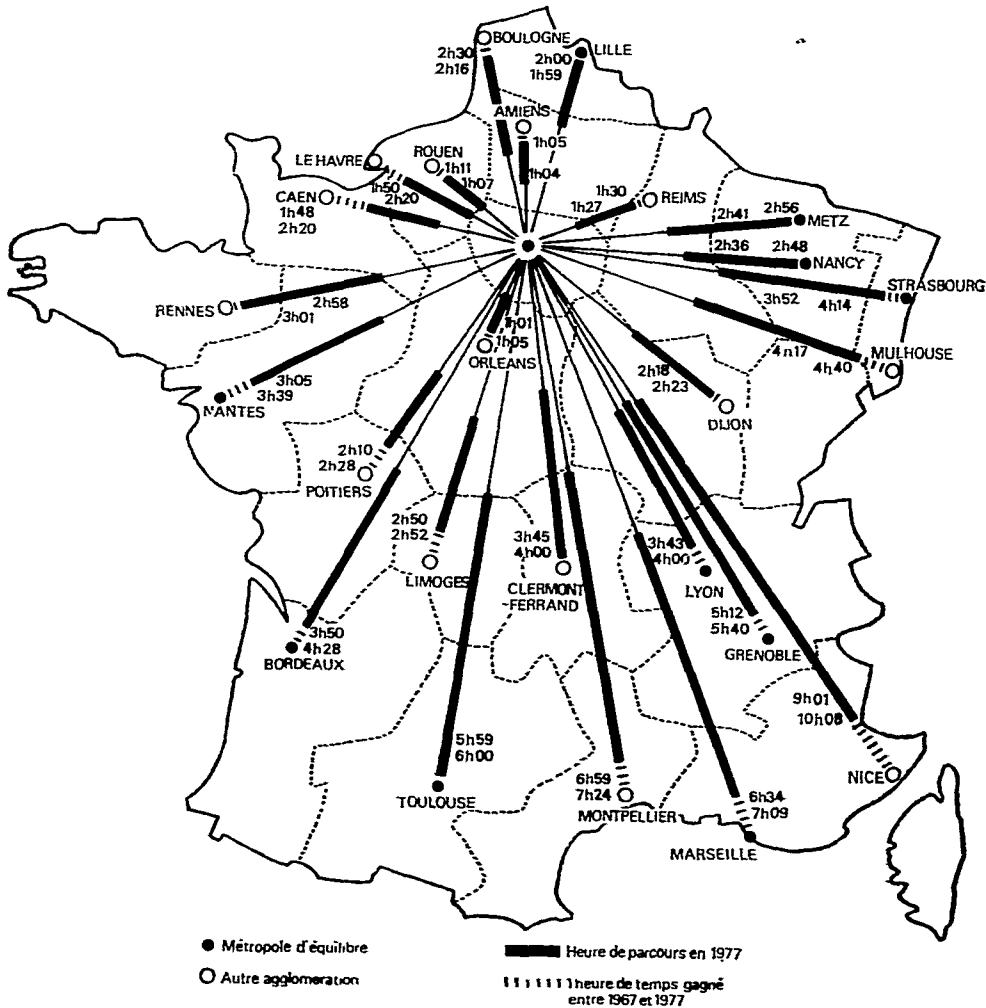 BOULOGNE
2h30
2h16
LILLE
2h00
1h59
AMIENS
1h05
1h04
LE HAVRE
1h50
2h20
ROUEN
1h11
1h07
CAEN
1h48
2h20
REIMS
1h30
1h27
METZ
2h41
2h56
NANCY
2h36
2h48
STRASBOURG
3h52
4h14
MULHOUSE
4h17
4h40
RENNES
2h58
3h01
ORLEANS
1h01
1h05
NANTES
3h05
3h39
DIJON
2h18
2h23
POITIERS
2h10
2h28
LIMOGES
2h50
2h52
CLERMONT
-FERRAND
3h45
4h00
LYON
3h43
4h00
GRENOBLE
5h12
5h40
BORDEAUX
3h50
4h28
NICE
9h01
10h08
TOULOUSE
5h59
6h00
MONTPELLIER
6h59
7h24
MARSEILLE
6h34
7h09
Métropole d'équilibre
Autre agglomeration
Heure de parcours en 1977
1 heure de temps gagné
entre 1967 et 1977